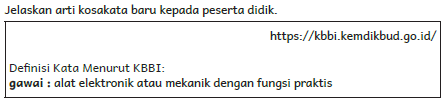 Jelaskan arti kosakata baru kepada peserta didik.
https://kbbi.kemdikbud.go.id/
Definisi Kata Menurut KBBI:
gawai : alat elektronik atau mekanik dengan fungsi praktis